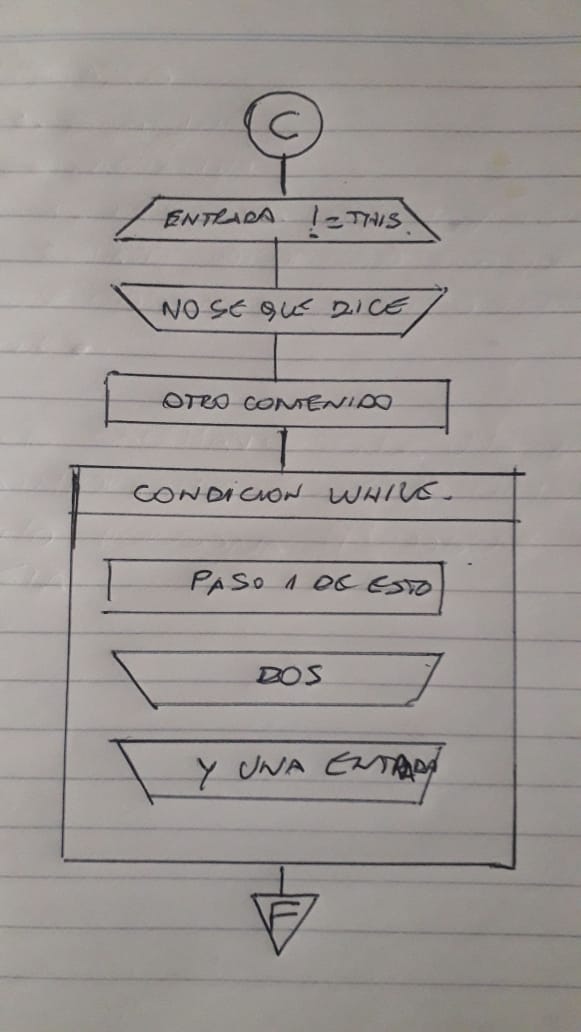 C
ENTRADA != THIS.
NO SE QUE DICE
OTRO CONTENIDO
CONDICION WHILE.
PASO 1 DE ESTO
DOS
Y UNA ENTRADA
F